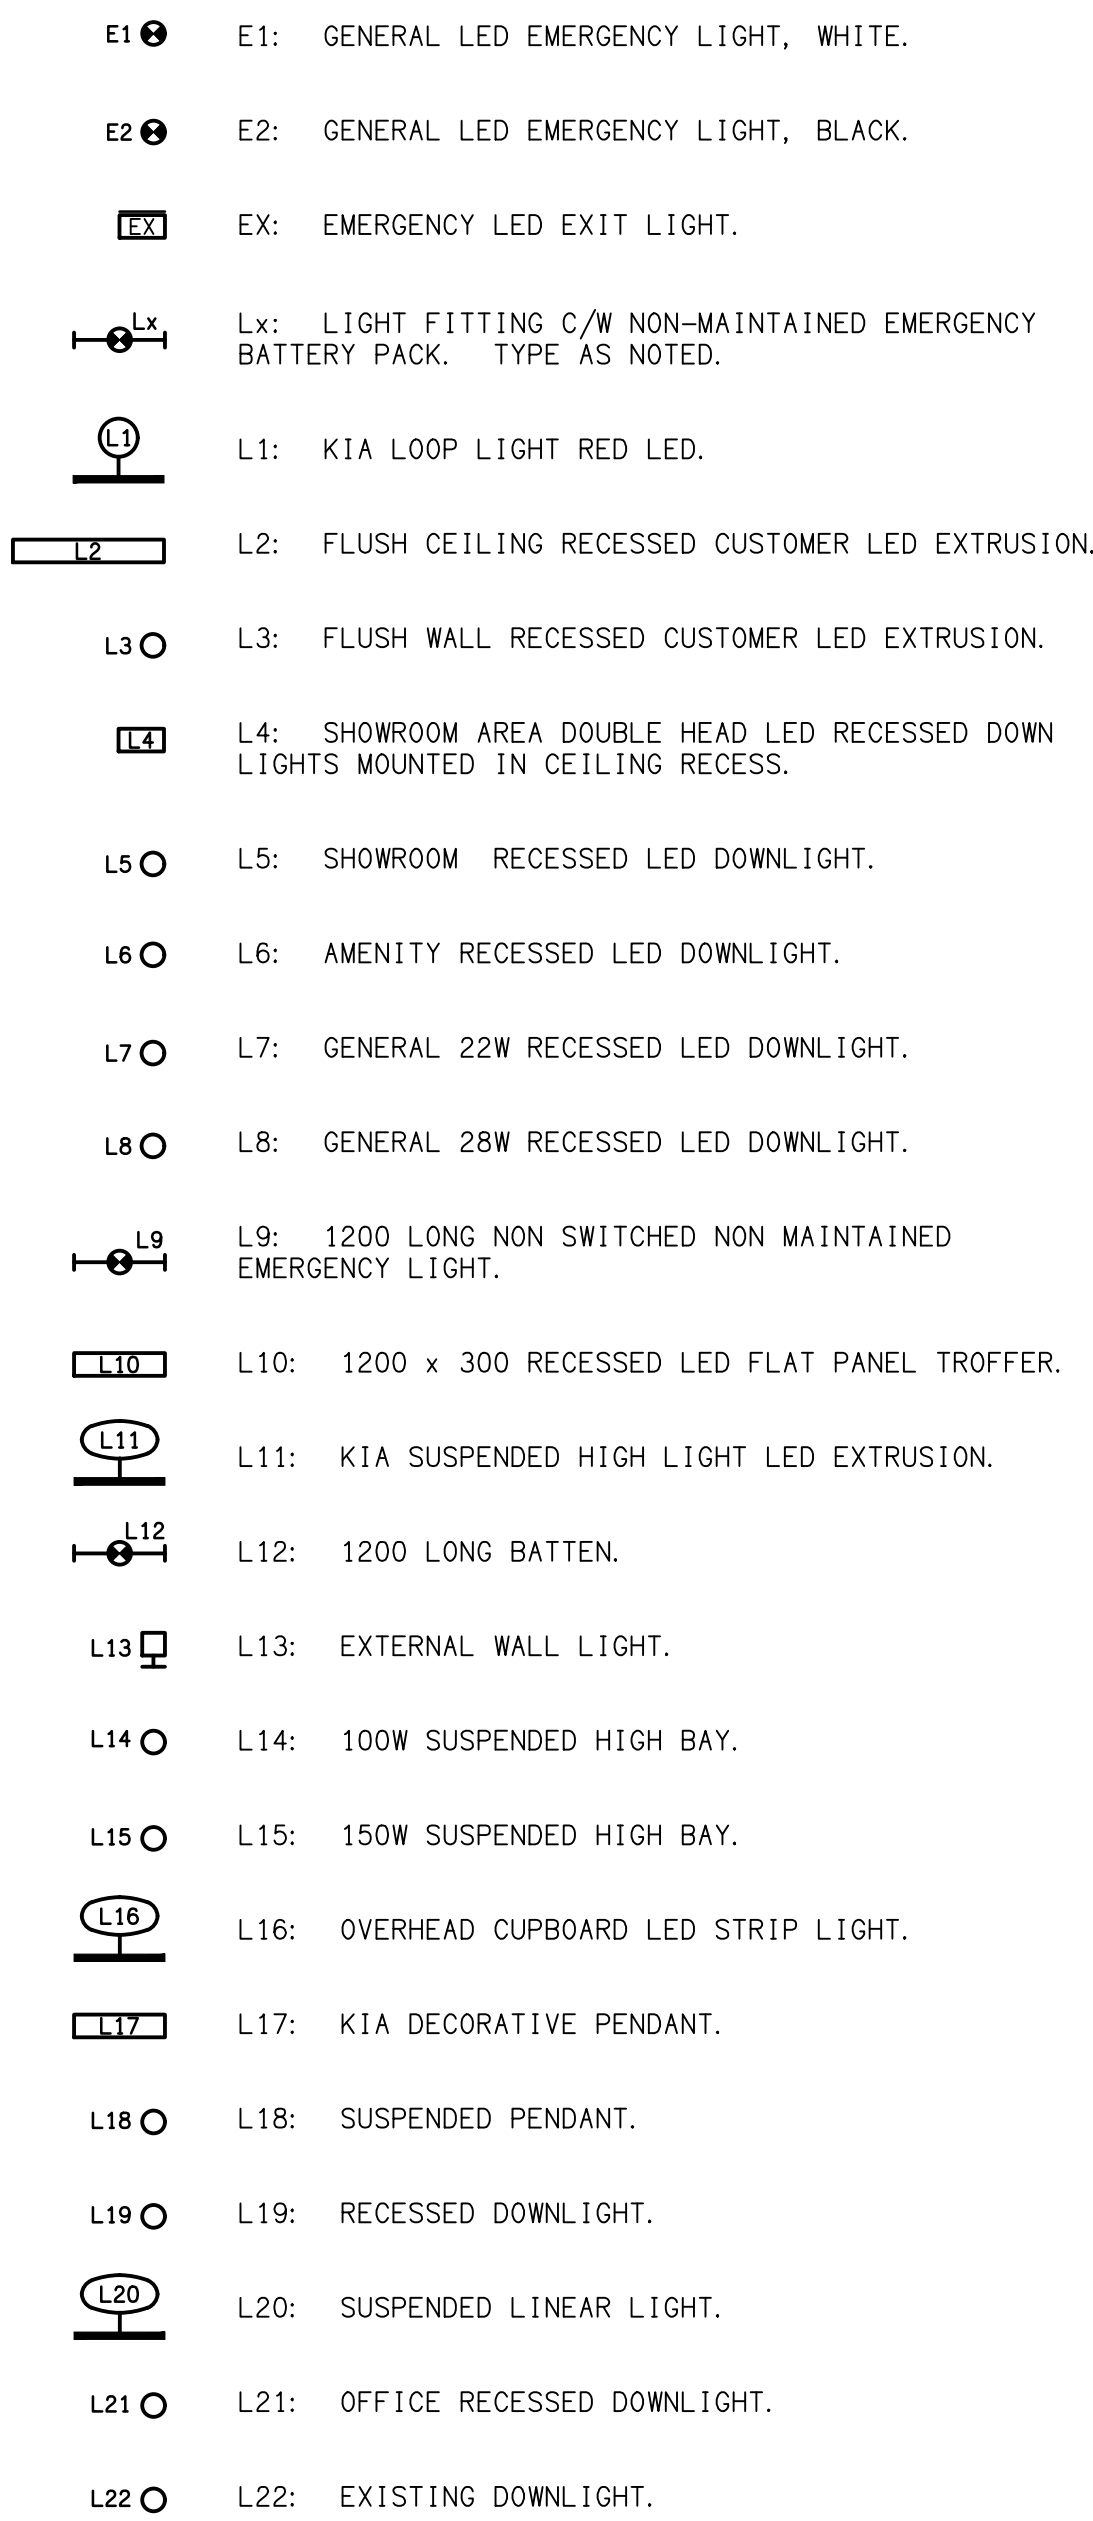 E1 E1: GENERAL LED EMERGENCY LIGHT, WHITE.
E2 E2: GENERAL LED EMERGENCY LIGHT, BLACK.
EX EX: EMERGENCY LED EXIT LIGHT.
Lx Lx: LIGHT FITTING C/W NON-MAINTAINED EMERGENCY
BATTERY PACK. TYPE AS NOTED.
L1 L1: KIA LOOP LIGHT RED LED.
L2 L2: FLUSH CEILING RECESSED CUSTOMER LED EXTRUSION.
L3 L3: FLUSH WALL RECESSED CUSTOMER LED EXTRUSION.
L4 L4: SHOWROOM AREA DOUBLE HEAD LED RECESSED DOWN
LIGHTS MOUNTED IN CEILING RECESS.
L5 L5: SHOWROOM RECESSED LED DOWNLIGHT.
L6 L6: AMENITY RECESSED LED DOWNLIGHT.
L7 L7: GENERAL 22W RECESSED LED DOWNLIGHT.
L8 L8: GENERAL 28W RECESSED LED DOWNLIGHT.
L9 L9: 1200 LONG NON SWITCHED NON MAINTAINED
EMERGENCY LIGHT.
L10 L10: 1200 x 300 RECESSED LED FLAT PANEL TROFFER.
L11 L11: KIA SUSPENDED HIGH LIGHT LED EXTRUSION.
L12 L12: 1200 LONG BATTEN.
L13 L13: EXTERNAL WALL LIGHT.
L14 L14: 100W SUSPENDED HIGH BAY.
L15 L15: 150W SUSPENDED HIGH BAY.
L16 L16: OVERHEAD CUPBOARD LED STRIP LIGHT.
L17 L17: KIA DECORATIVE PENDANT.
L18 L18: SUSPENDED PENDANT.
L19 L19: RECESSED DOWNLIGHT.
L20 L20: SUSPENDED LINEAR LIGHT.
L21 L21: OFFICE RECESSED DOWNLIGHT.
L22 L22: EXISTING DOWNLIGHT.